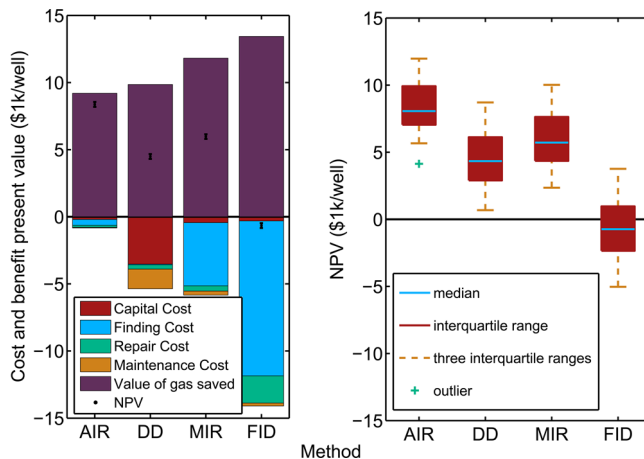 Cost and benefit present value ($1k/well)
15
10
5
0
−5
−10
−15
Capital Cost
Finding Cost
Repair Cost
Maintenance Cost
Value of gas saved
NPV
AIR DD MIR FID
NPV ($1k/well)
15
10
5
0
−5
−10
−15
median
interquartile range
three interquartile ranges
outlier
AIR DD MIR FID
Method